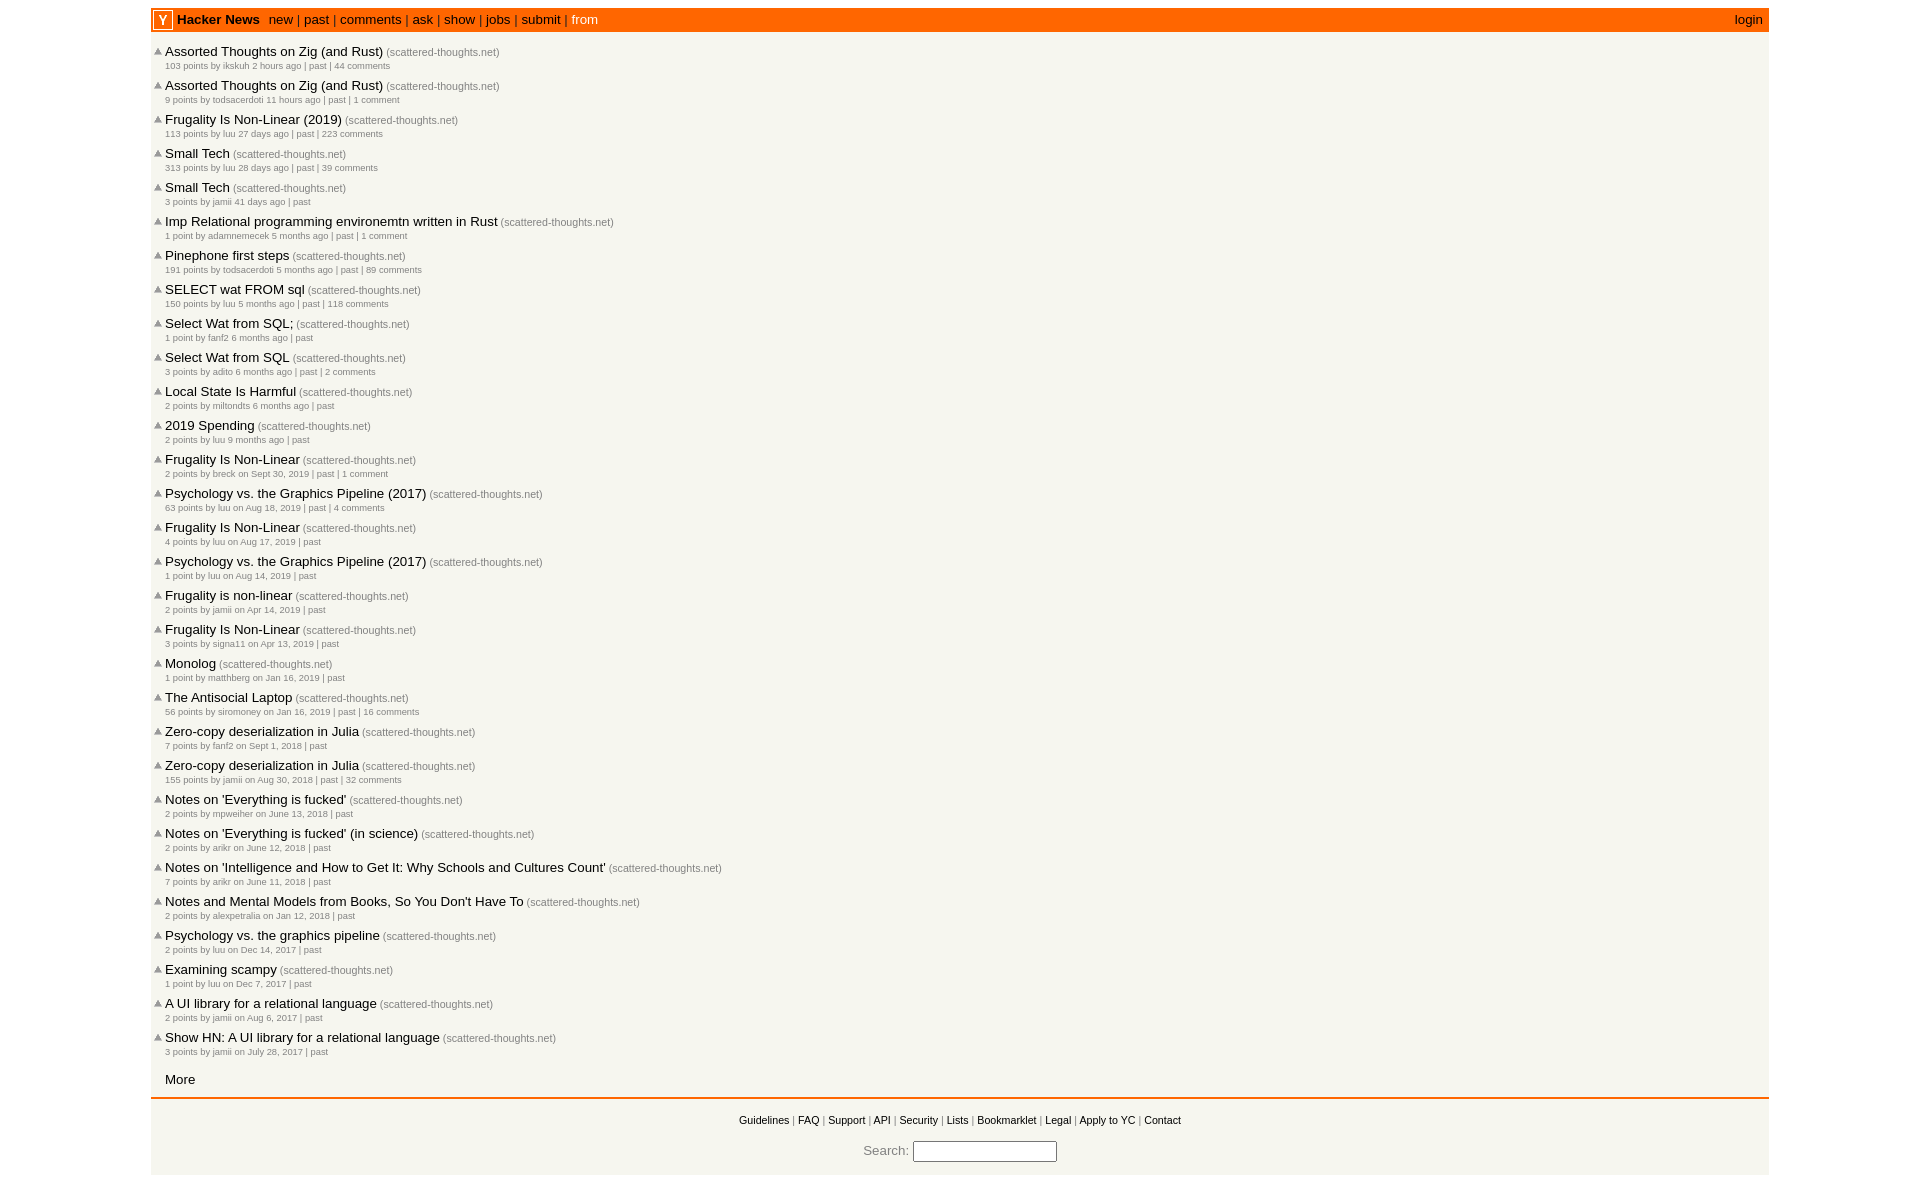 Y Hacker News new | past | comments | ask | show | jobs | submit | from login
Assorted Thoughts on Zig (and Rust) (scattered-thoughts.net)
103 points by ikskuh 2 hours ago | past | 44 comments
Assorted Thoughts on Zig (and Rust) (scattered-thoughts.net)
9 points by todsacerdoti 11 hours ago | past | 1 comment
Frugality Is Non-Linear (2019) (scattered-thoughts.net)
113 points by luu 27 days ago | past | 223 comments
Small Tech (scattered-thoughts.net)
313 points by luu 28 days ago | past | 39 comments
Small Tech (scattered-thoughts.net)
3 points by jamii 41 days ago | past
Imp Relational programming environemtn written in Rust (scattered-thoughts.net)
1 point by adamnemecek 5 months ago | past | 1 comment
Pinephone first steps (scattered-thoughts.net)
191 points by todsacerdoti 5 months ago | past | 89 comments
SELECT wat FROM sql (scattered-thoughts.net)
150 points by luu 5 months ago | past | 118 comments
Select Wat from SQL; (scattered-thoughts.net)
1 point by fanf2 6 months ago | past
Select Wat from SQL (scattered-thoughts.net)
3 points by adito 6 months ago | past | 2 comments
Local State Is Harmful (scattered-thoughts.net)
2 points by miltondts 6 months ago | past
2019 Spending (scattered-thoughts.net)
2 points by luu 9 months ago | past
Frugality Is Non-Linear (scattered-thoughts.net)
2 points by breck on Sept 30, 2019 | past | 1 comment
Psychology vs. the Graphics Pipeline (2017) (scattered-thoughts.net)
63 points by luu on Aug 18, 2019 | past | 4 comments
Frugality Is Non-Linear (scattered-thoughts.net)
4 points by luu on Aug 17, 2019 | past
Psychology vs. the Graphics Pipeline (2017) (scattered-thoughts.net)
1 point by luu on Aug 14, 2019 | past
Frugality is non-linear (scattered-thoughts.net)
2 points by jamii on Apr 14, 2019 | past
Frugality Is Non-Linear (scattered-thoughts.net)
3 points by signa11 on Apr 13, 2019 | past
Monolog (scattered-thoughts.net)
1 point by matthberg on Jan 16, 2019 | past
The Antisocial Laptop (scattered-thoughts.net)
56 points by siromoney on Jan 16, 2019 | past | 16 comments
Zero-copy deserialization in Julia (scattered-thoughts.net)
7 points by fanf2 on Sept 1, 2018 | past
Zero-copy deserialization in Julia (scattered-thoughts.net)
155 points by jamii on Aug 30, 2018 | past | 32 comments
Notes on 'Everything is fucked' (scattered-thoughts.net)
2 points by mpweiher on June 13, 2018 | past
Notes on 'Everything is fucked' (in science) (scattered-thoughts.net)
2 points by arikr on June 12, 2018 | past
Notes on 'Intelligence and How to Get It: Why Schools and Cultures Count' (scattered-thoughts.net)
7 points by arikr on June 11, 2018 | past
Notes and Mental Models from Books, So You Don't Have To (scattered-thoughts.net)
2 points by alexpetralia on Jan 12, 2018 | past
Psychology vs. the graphics pipeline (scattered-thoughts.net)
2 points by luu on Dec 14, 2017 | past
Examining scampy (scattered-thoughts.net)
1 point by luu on Dec 7, 2017 | past
A UI library for a relational language (scattered-thoughts.net)
2 points by jamii on Aug 6, 2017 | past
Show HN: A UI library for a relational language (scattered-thoughts.net)
3 points by jamii on July 28, 2017 | past
More
Guidelines | FAQ | Support | API | Security | Lists | Bookmarklet | Legal | Apply to YC | Contact
Search: